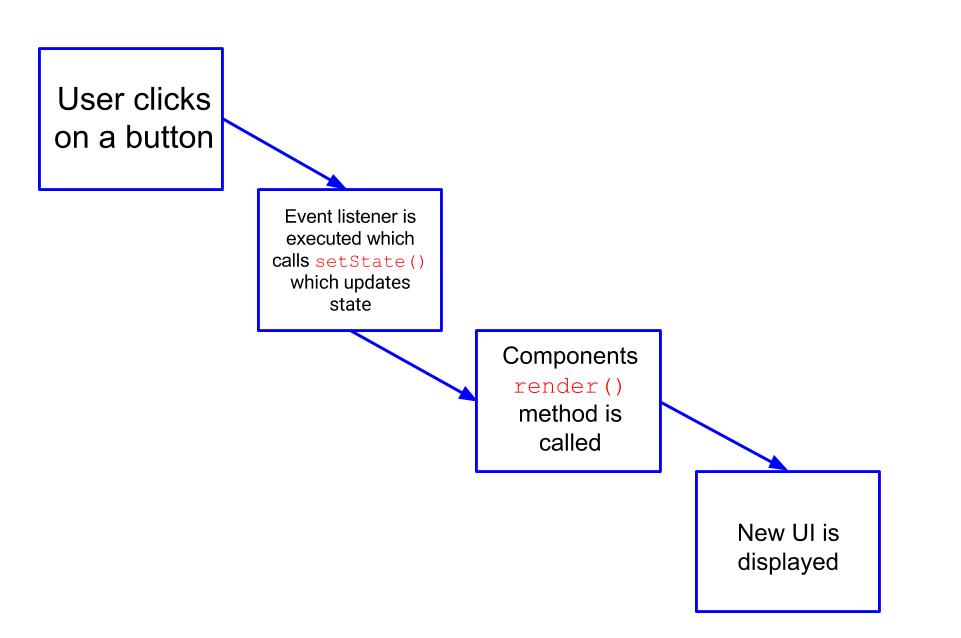 User clicks
on a button
Event listener is
executed which
calls setState()
which updates
state
Components
render()
method is
called
New UI is
displayed